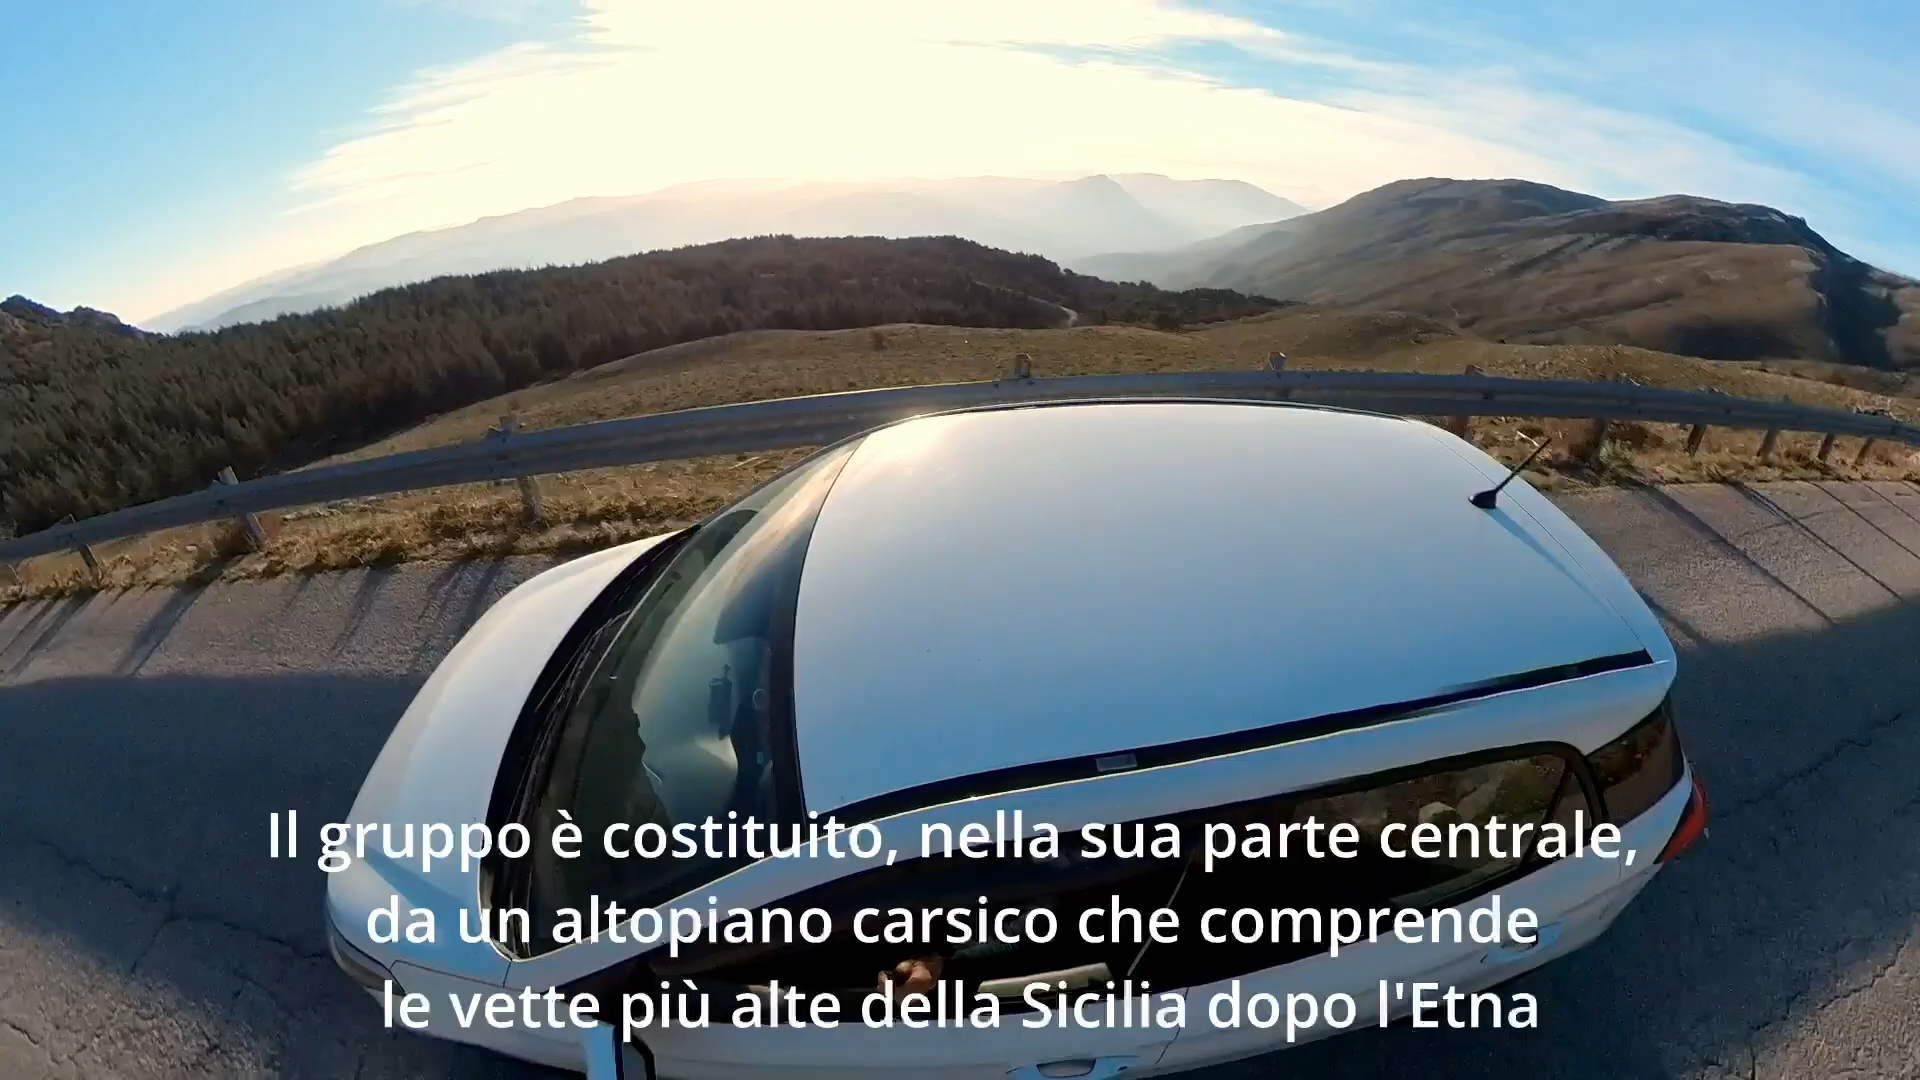 Il gruppo è costituito, nella sua parte centrale,
da un altopiano carsico che comprende
le vette più alte della Sicilia dopo l'Etna